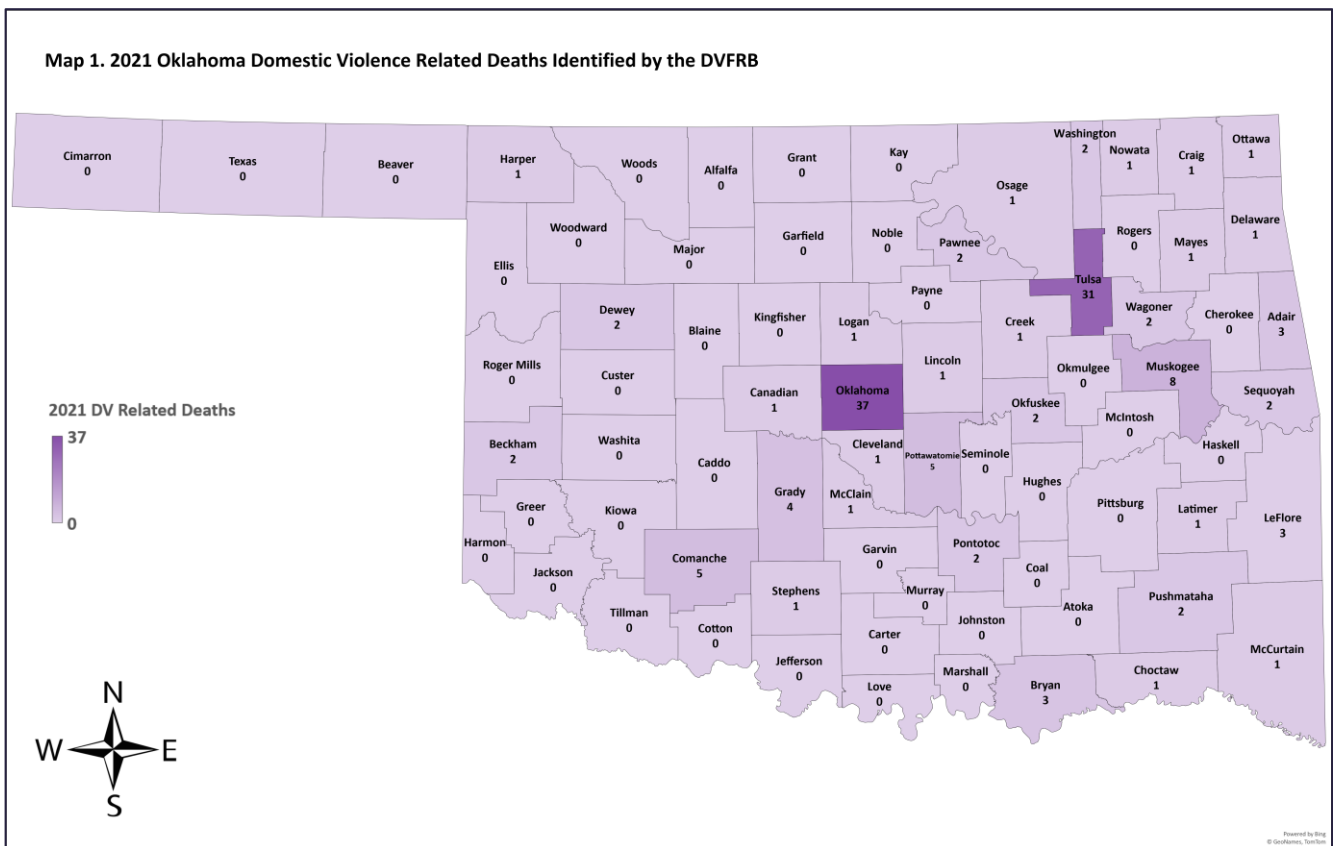 Map 1. 2021 Oklahoma Domestic Violence Related Deaths Identified by the DVFRB
Cimarron
0
Texas
0
Beaver
0
Harper
1
Woods
0
Alfalfa
0
Grant
0
Kay
0
Osage
1
Washington
2
Nowata
1
Craig
1
Ottawa
1
Ellis
0
Woodward
0
Major
0
Garfield
0
Noble
0
Pawnee
2
Rogers
0
Mayes
1
Delaware
1
Tulsa
31
Dewey
2
Blaine
0
Kingfisher
0
Logan
1
Payne
0
Creek
1
Wagoner
2
Cherokee
0
Adair
3
Roger Mills
0
Custer
0
Canadian
1
Oklahoma
37
Lincoln
1
Okfuskee
2
Okmulgee
0
Muskogee
8
Sequoyah
2
McIntosh
0
2021 DV Related Deaths
37
0
Beckham
2
Washita
0
Caddo
0
Grady
4
Cleveland
1
McClain
1
Pottawatomie
5
Seminole
0
Hughes
0
Haskell
0
Pittsburg
0
Latimer
1
LeFlore
3
Harmon
0
Greer
0
Kiowa
0
Jackson
0
Comanche
5
Tillman
0
Cotton
0
Stephens
1
Jefferson
0
Garvin
0
Murray
0
Carter
0
Love
0
Pontotoc
2
Johnston
0
Marshall
0
Coal
0
Atoka
0
Bryan
3
Pushmataha
2
Choctaw
1
McCurtain
1
N
W E
S
Powered by Bing
© GeoNames, TomTom